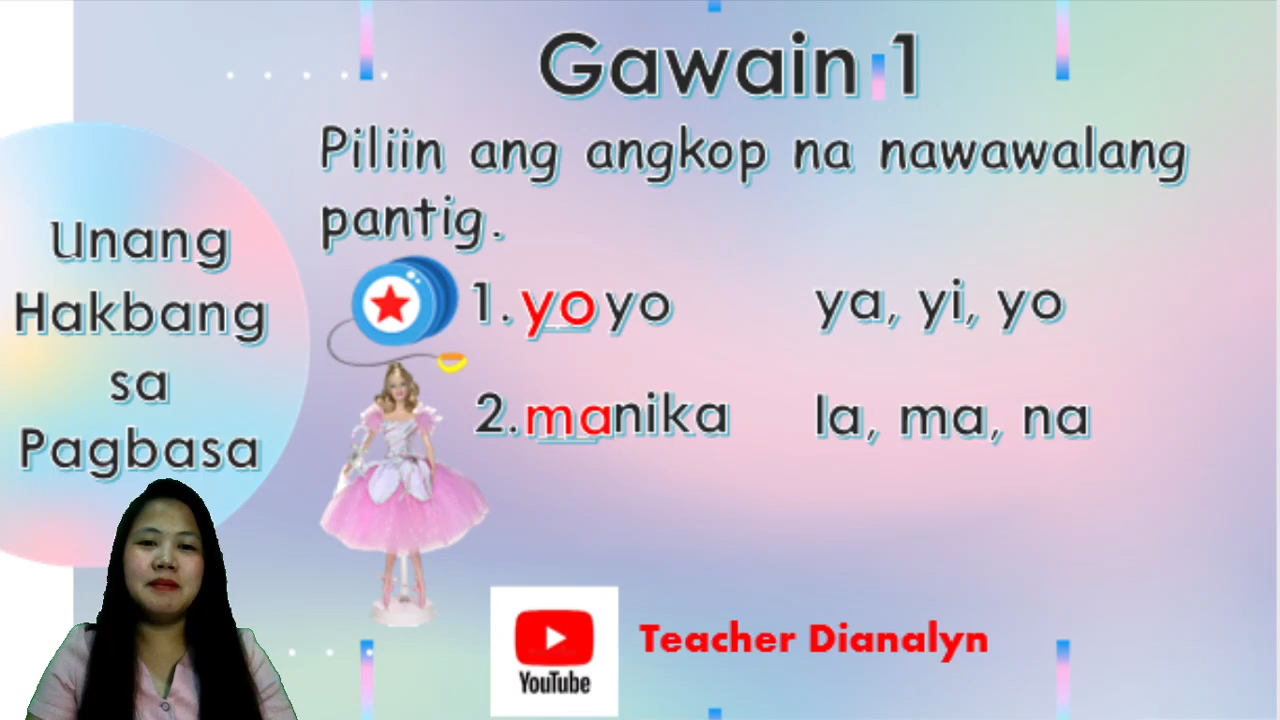 Gawain 1
Piliin ang angkop na nawawalang
pantig.
Unang
Hakbang
sa
Pagbasa
1. yoyo ya, yi, yo
2. manika la, ma, na
YouTube
Teacher Dianalyn